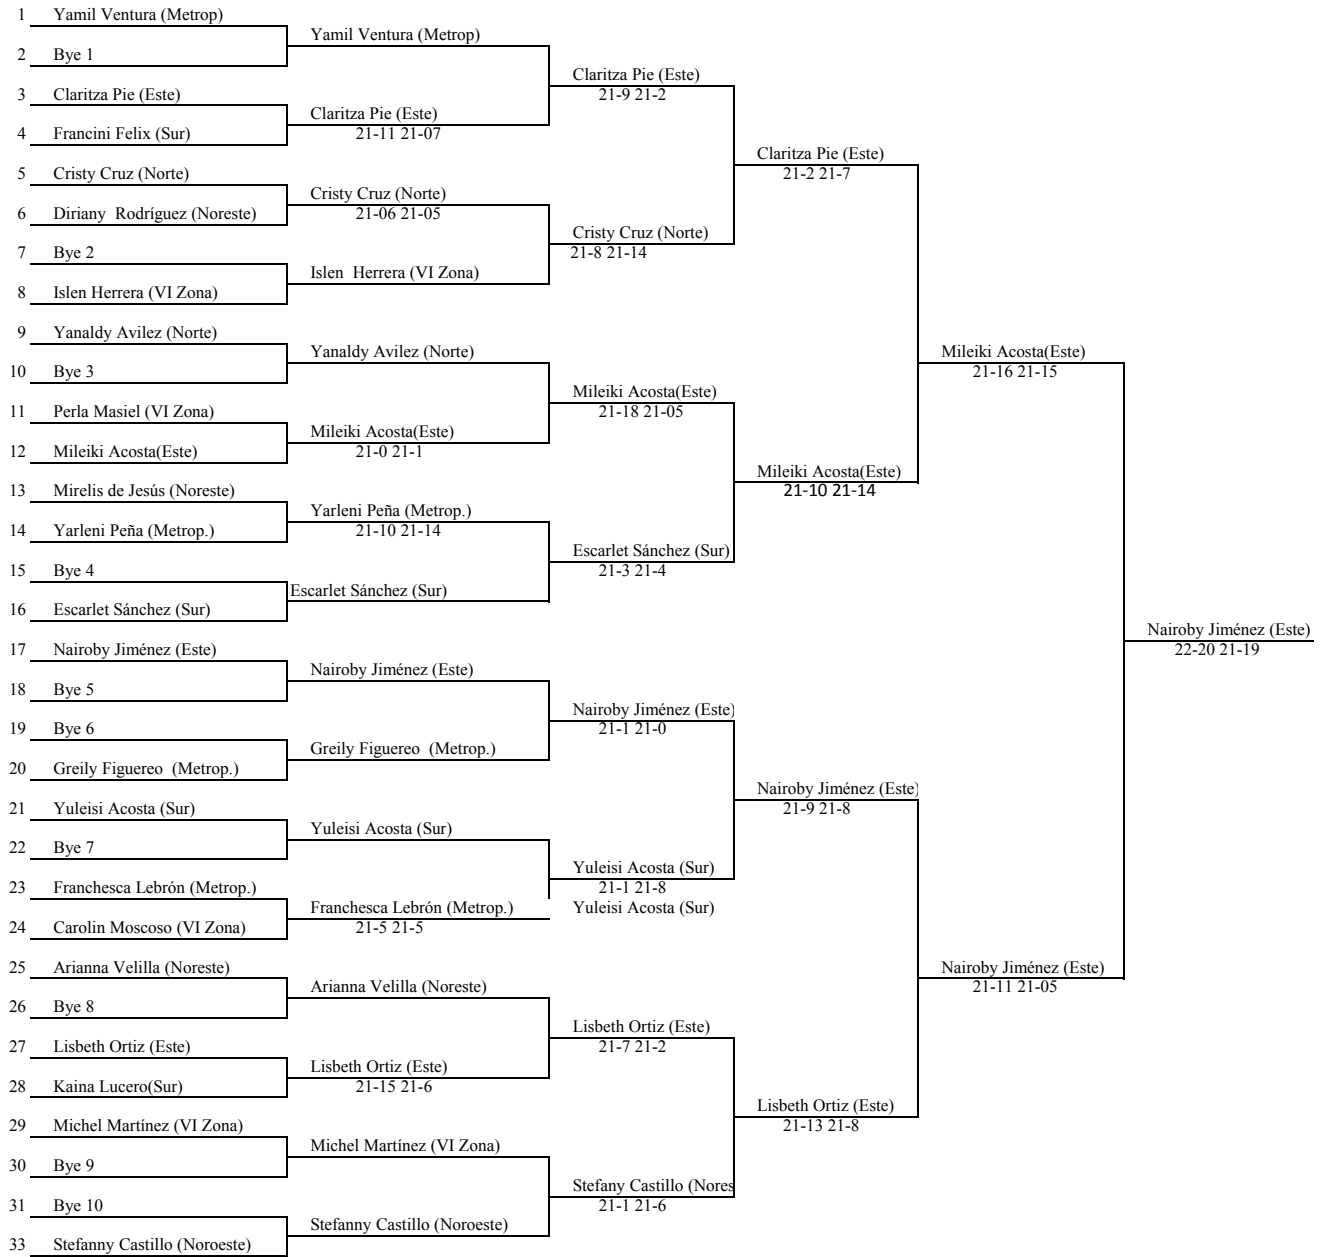 1 Yamil Ventura (Metrop)
Yamil Ventura (Metrop)
2 Bye 1
Claritza Pie (Este)
21-9 21-2
3 Claritza Pie (Este)
Claritza Pie (Este)
21-11 21-07
4 Francini Felix (Sur)
Claritza Pie (Este)
21-2 21-7
5 Cristy Cruz (Norte)
Cristy Cruz (Norte)
21-06 21-05
6 Diriany Rodríguez (Noreste)
Cristy Cruz (Norte)
21-8 21-14
7 Bye 2
Islen Herrera (VI Zona)
8 Islen Herrera (VI Zona)
9 Yanaldy Avilez (Norte)
Yanaldy Avilez (Norte)
Mileiki Acosta(Este)
21-16 21-15
10 Bye 3
Mileiki Acosta(Este)
21-18 21-05
11 Perla Masiel (VI Zona)
Mileiki Acosta(Este)
21-0 21-1
12 Mileiki Acosta(Este)
Mileiki Acosta(Este)
21-10 21-14
13 Mirelis de Jesús (Noreste)
Yarleni Peña (Metrop.)
21-10 21-14
14 Yarleni Peña (Metrop.)
Escarlet Sánchez (Sur)
21-3 21-4
15 Bye 4
Escarlet Sánchez (Sur)
16 Escarlet Sánchez (Sur)
Nairoby Jiménez (Este)
22-20 21-19
17 Nairoby Jiménez (Este)
Nairoby Jiménez (Este)
18 Bye 5
Nairoby Jiménez (Este)
21-1 21-0
19 Bye 6
Greily Figuereo (Metrop.)
20 Greily Figuereo (Metrop.)
Nairoby Jiménez (Este)
21-9 21-8
21 Yuleisi Acosta (Sur)
Yuleisi Acosta (Sur)
22 Bye 7
Yuleisi Acosta (Sur)
21-1 21-8
23 Franchesca Lebrón (Metrop.)
Franchesca Lebrón (Metrop.)
21-5 21-5
Yuleisi Acosta (Sur)
24 Carolin Moscoso (VI Zona)
25 Arianna Velilla (Noreste)
Arianna Velilla (Noreste)
Nairoby Jiménez (Este)
21-11 21-05
26 Bye 8
Lisbeth Ortiz (Este)
21-7 21-2
27 Lisbeth Ortiz (Este)
Lisbeth Ortiz (Este)
21-15 21-6
28 Kaina Lucero(Sur)
Lisbeth Ortiz (Este)
21-13 21-8
29 Michel Martínez (VI Zona)
Michel Martínez (VI Zona)
30 Bye 9
Stefany Castillo (Nores
21-1 21-6
31 Bye 10
Stefanny Castillo (Noroeste)
33 Stefanny Castillo (Noroeste)